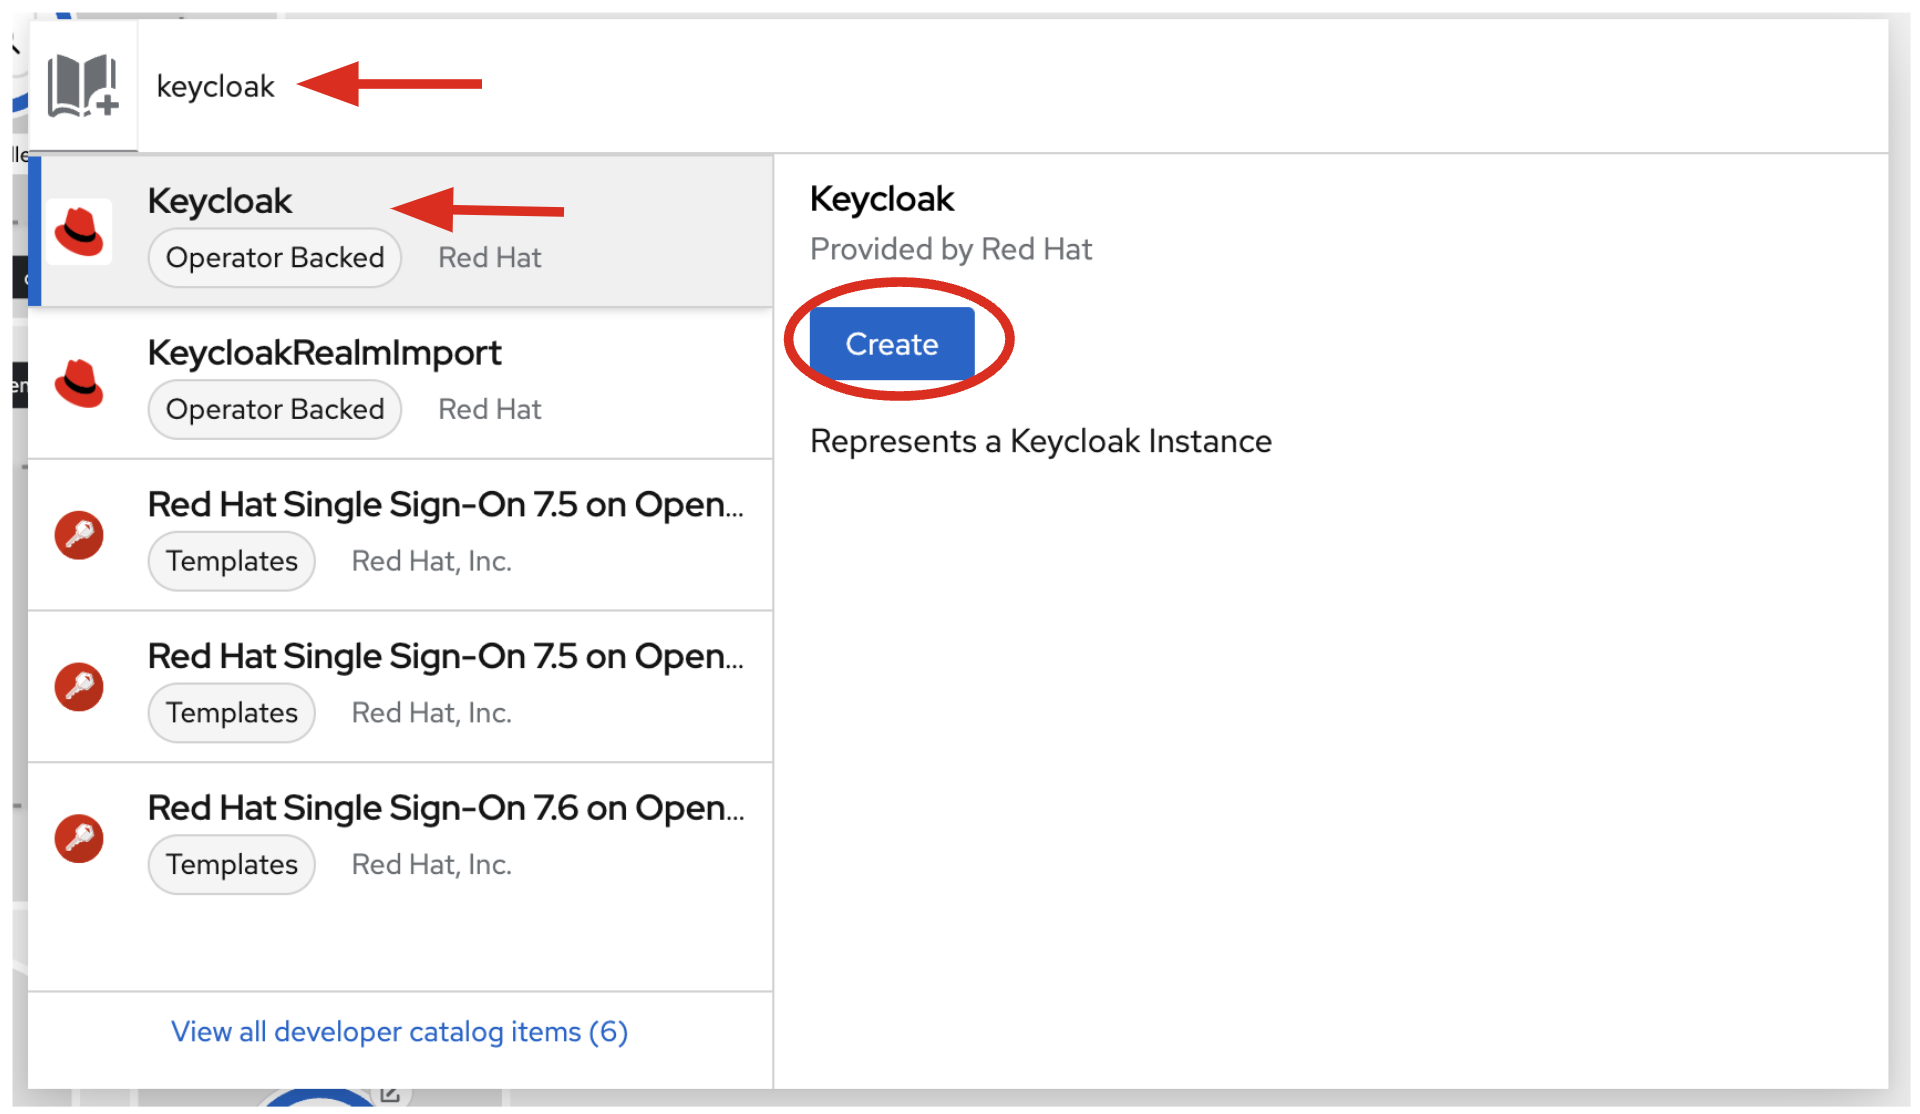 keycloak
Keycloak
Operator Backed Red Hat
KeycloakRealmImport
Operator Backed Red Hat
Red Hat Single Sign-On 7.5 on Open...
Templates Red Hat, Inc.
Red Hat Single Sign-On 7.5 on Open...
Templates Red Hat, Inc.
Red Hat Single Sign-On 7.6 on Open...
Templates Red Hat, Inc.
View all developer catalog items (6)
Keycloak
Provided by Red Hat
Create
Represents a Keycloak Instance